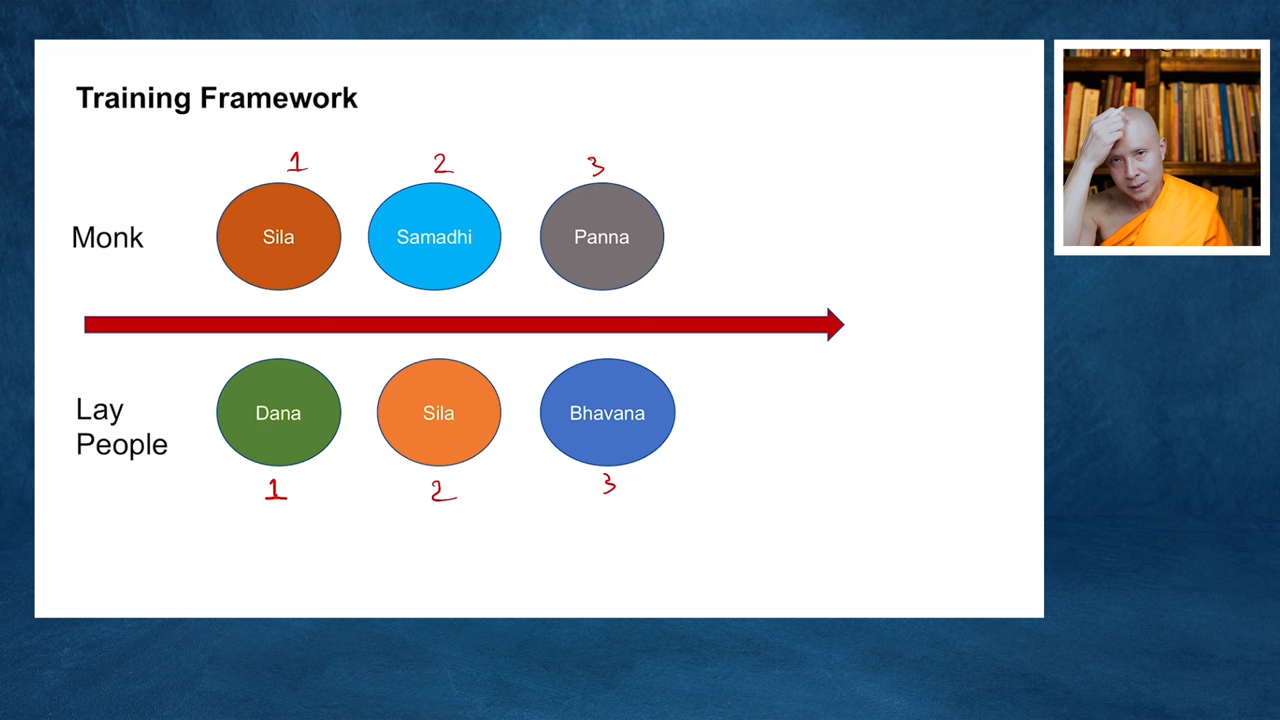 Training Framework
1 2 3
Monk Sila Samadhi Panna
Lay
People
Dana Sila Bhavana
1 2 3